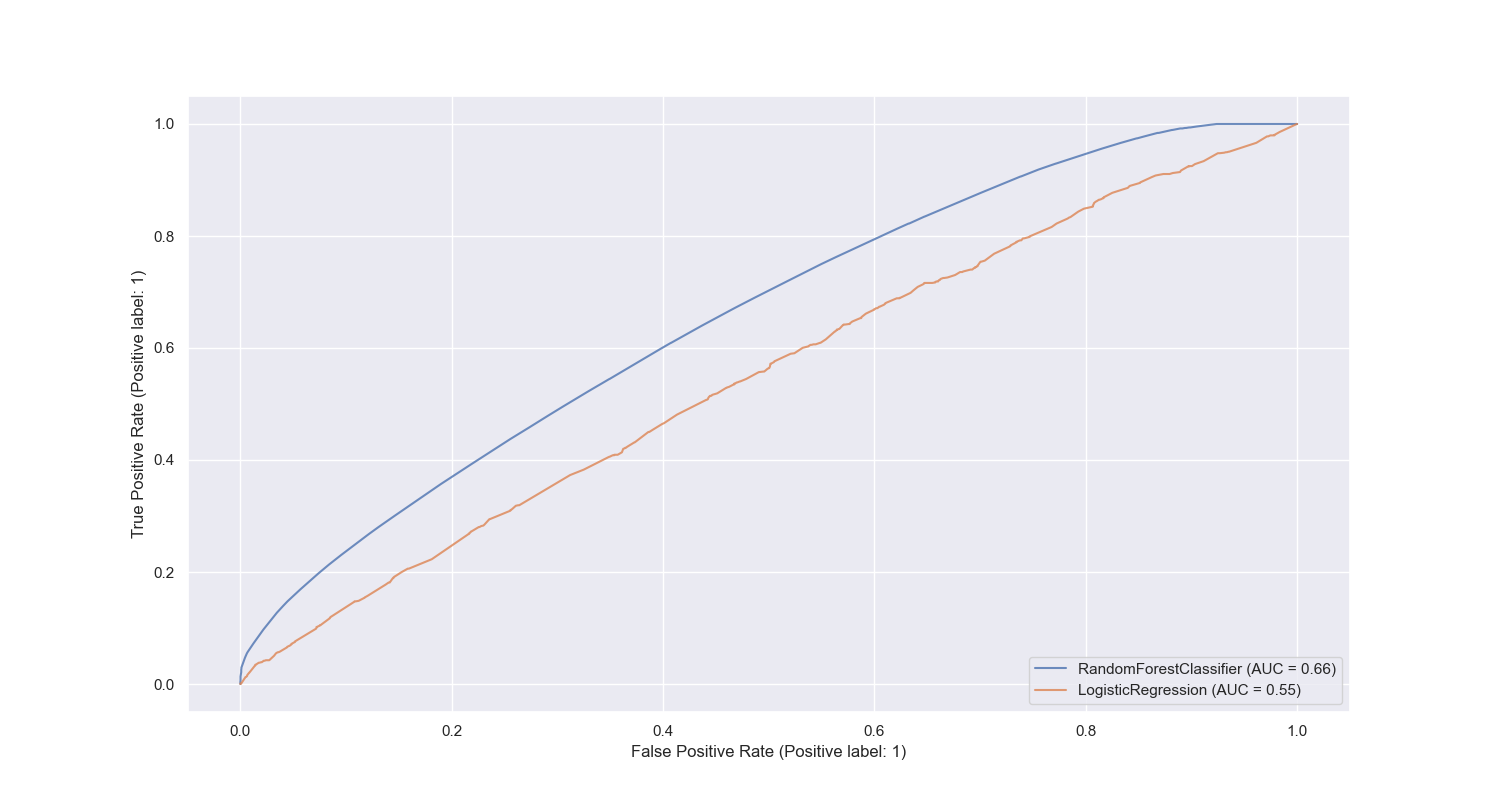 1.0
0.8
0.6
0.4
0.2
0.0
True Positive Rate (Positive label: 1)
RandomForestClassifier (AUC = 0.66)
LogisticRegression (AUC = 0.55)
0.0 0.2 0.4 0.6 0.8 1.0
False Positive Rate (Positive label: 1)